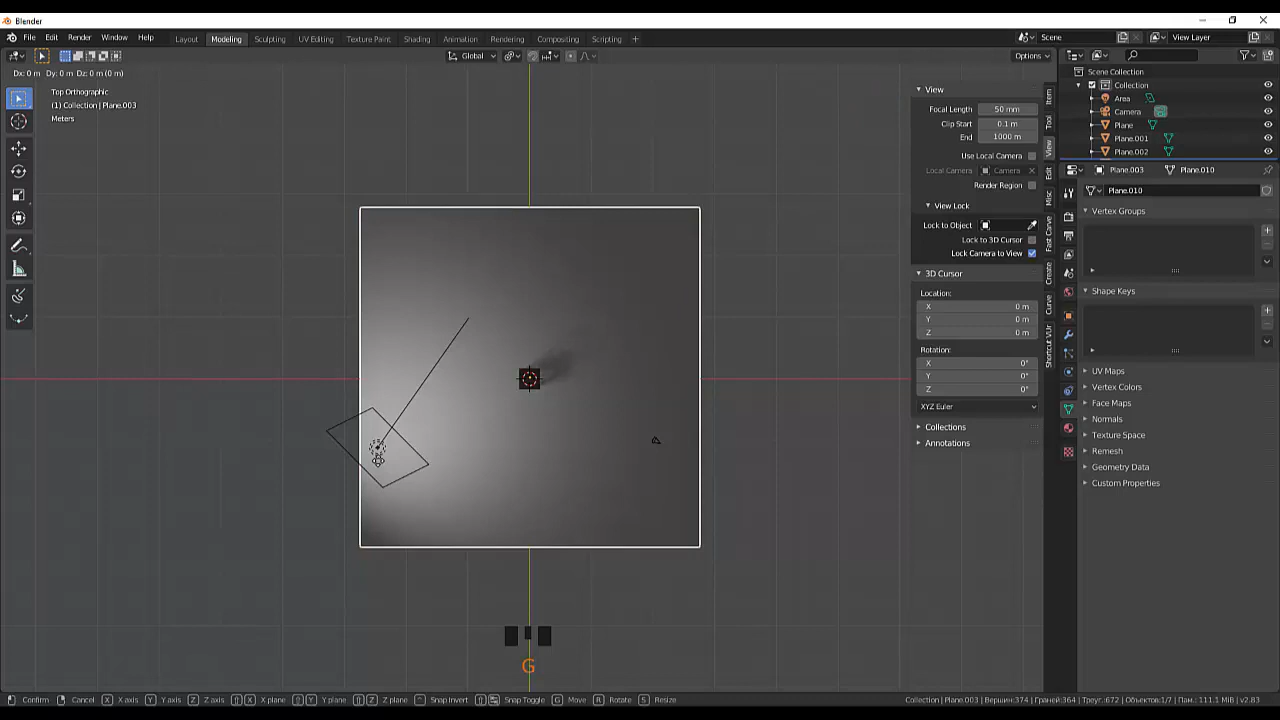 Blender
File Edit Render Window Help Layout Modeling Sculpting UV Editing Texture Paint Shading Animation Rendering Compositing Scripting + Scene View Layer
Global Options
Dx: 0 m Dy: 0 m Dz: 0 m (0 m)
Top Orthographic
(1) Collection | Plane.003
Meters
View
Focal Length 50 mm
Clip Start 0.1 m
End 1000 m
Use Local Camera
Local Camera Camera
Render Region
View Lock
Lock to Object
Lock to 3D Cursor
Lock Camera to View
3D Cursor
Location:
X 0 m
Y 0 m
Z 0 m
Rotation:
X 0°
Y 0°
Z 0°
XYZ Euler
Collections
Annotations
Item
Tool
View
Edit
Misc
Fast Carve
Create
Curve
Shortcut VUr
Scene Collection
Collection
Area
Camera
Plane
Plane.001
Plane.002
Plane.003 Plane.010
Plane.010
Vertex Groups
Shape Keys
UV Maps
Vertex Colors
Face Maps
Normals
Texture Space
Remesh
Geometry Data
Custom Properties
G
Confirm Cancel X X axis Y Y axis Z Z axis X X plane Y Y plane Z Z plane Snap Invert Snap Toggle G Move R Rotate S Resize Collection | Plane.003 | Вершин:374 | Граней:364 | Треуг.:672 | Объектов:1/7 | Пам.: 111.1 MiB | v2.83